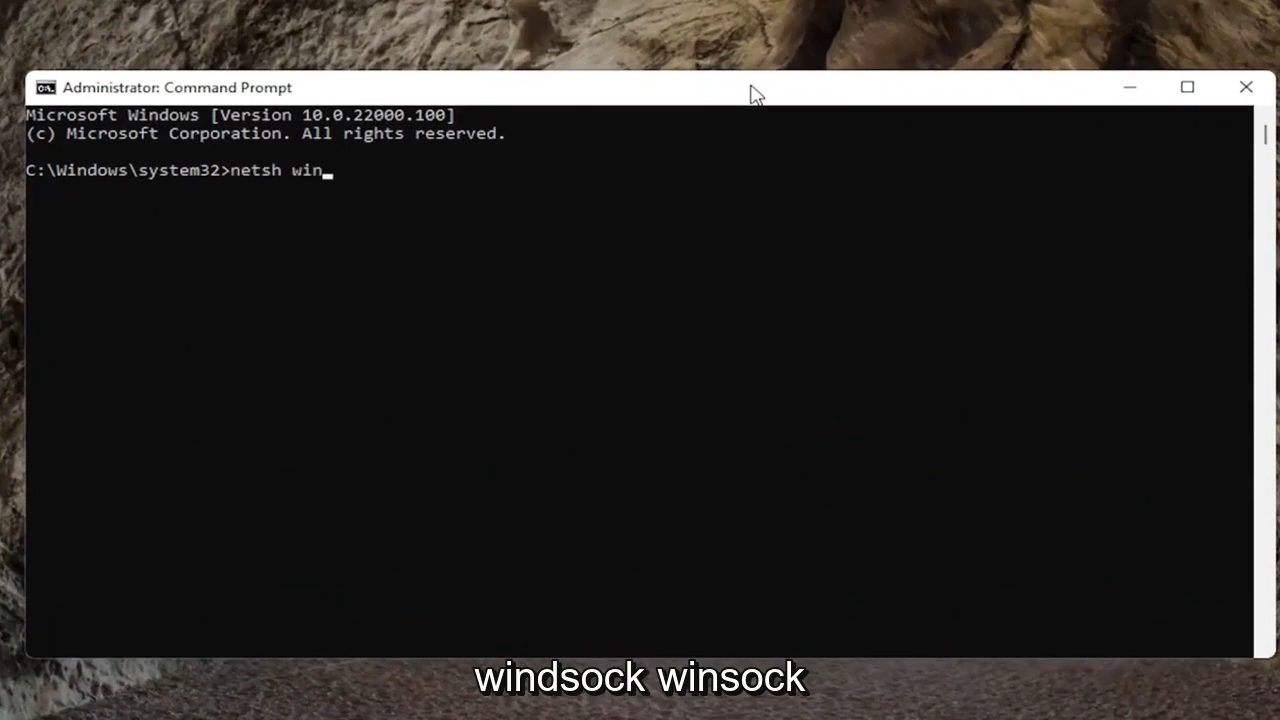 Administrator: Command Prompt
Microsoft Windows [Version 10.0.22000.100]
(c) Microsoft Corporation. All rights reserved.
C:\Windows\system32>netsh win
windsock winsock